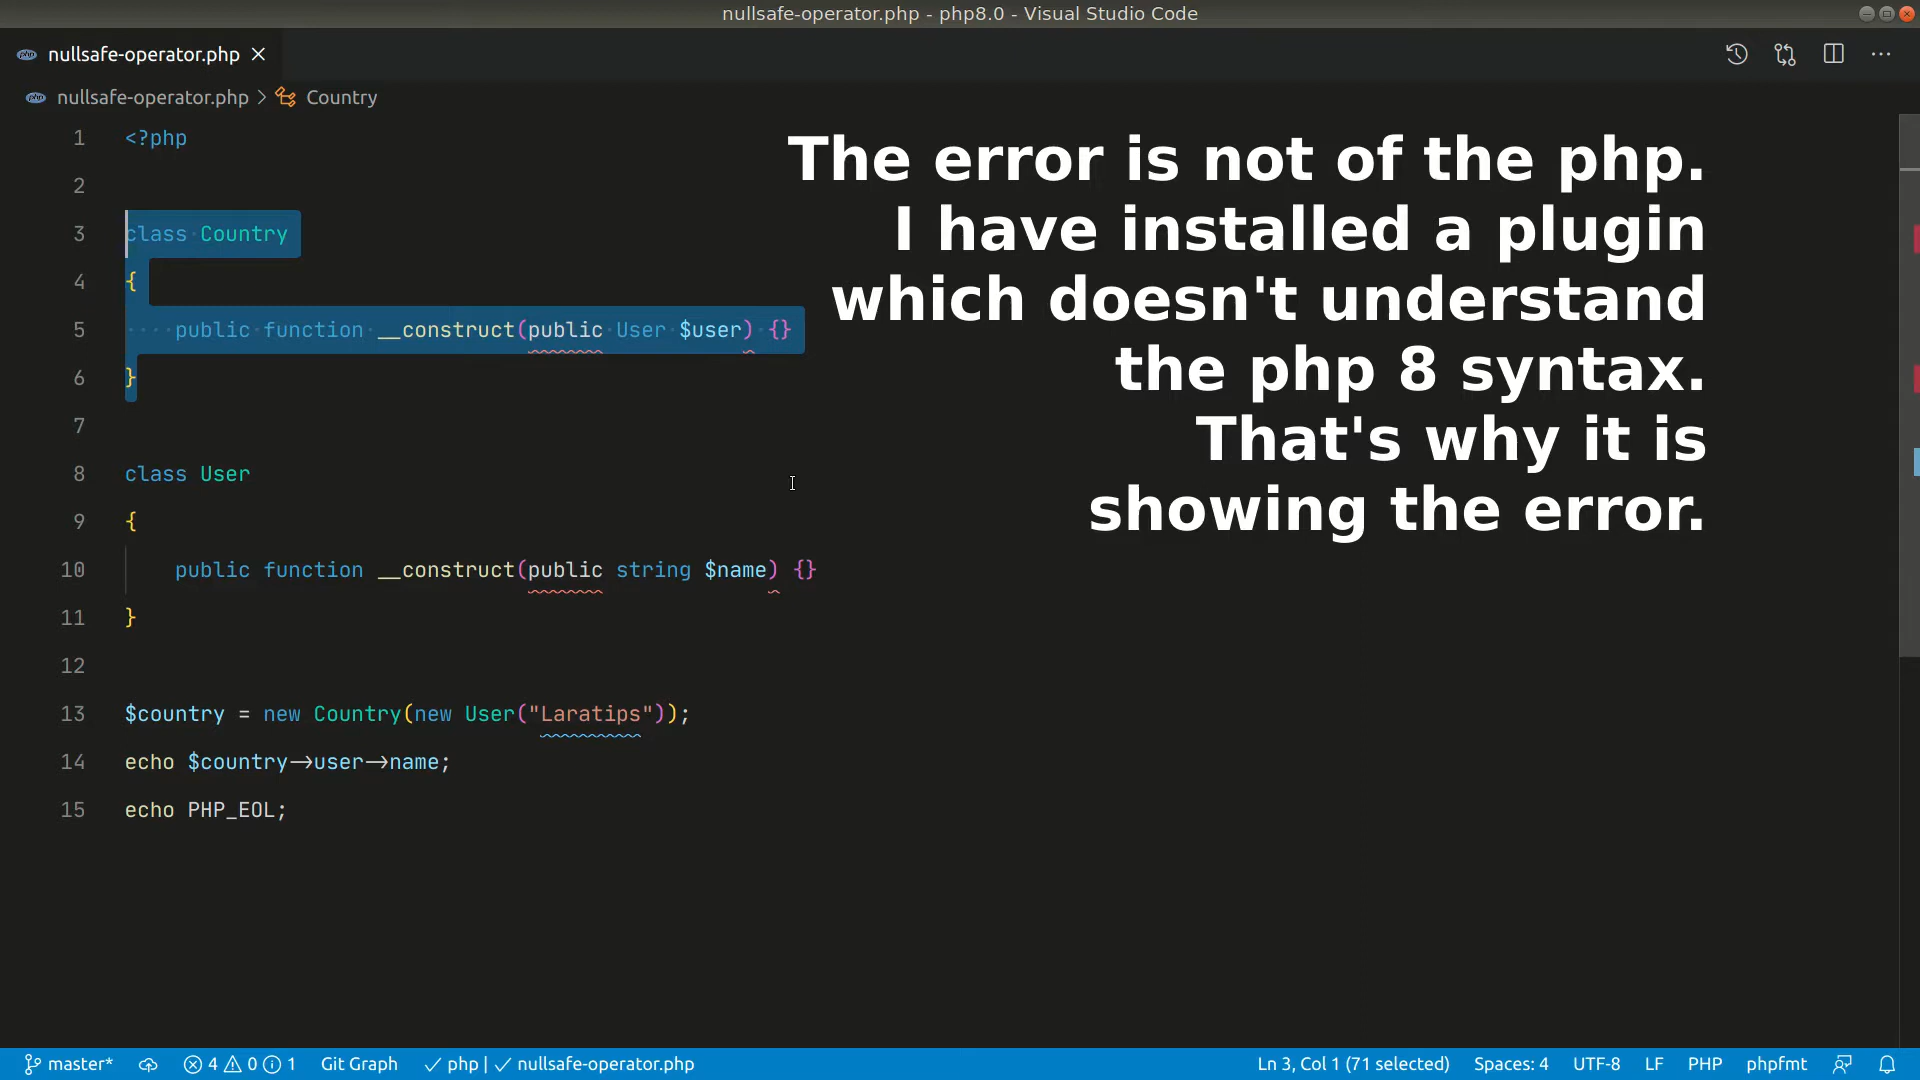 nullsafe-operator.php - php8.0 - Visual Studio Code
nullsafe-operator.php
nullsafe-operator.php > Country
1 <?php
2
3 class Country
4 {
5 public function __construct(public User $user) {}
6 }
7
8 class User
9 {
10 public function __construct(public string $name) {}
11 }
12
13 $country = new Country(new User("Laratips"));
14 echo $country->user->name;
15 echo PHP_EOL;
The error is not of the php.
I have installed a plugin
which doesn't understand
the php 8 syntax.
That's why it is
showing the error.
master* 4 0 1 Git Graph ✓ php | ✓ nullsafe-operator.php Ln 3, Col 1 (71 selected) Spaces: 4 UTF-8 LF PHP phpfmt